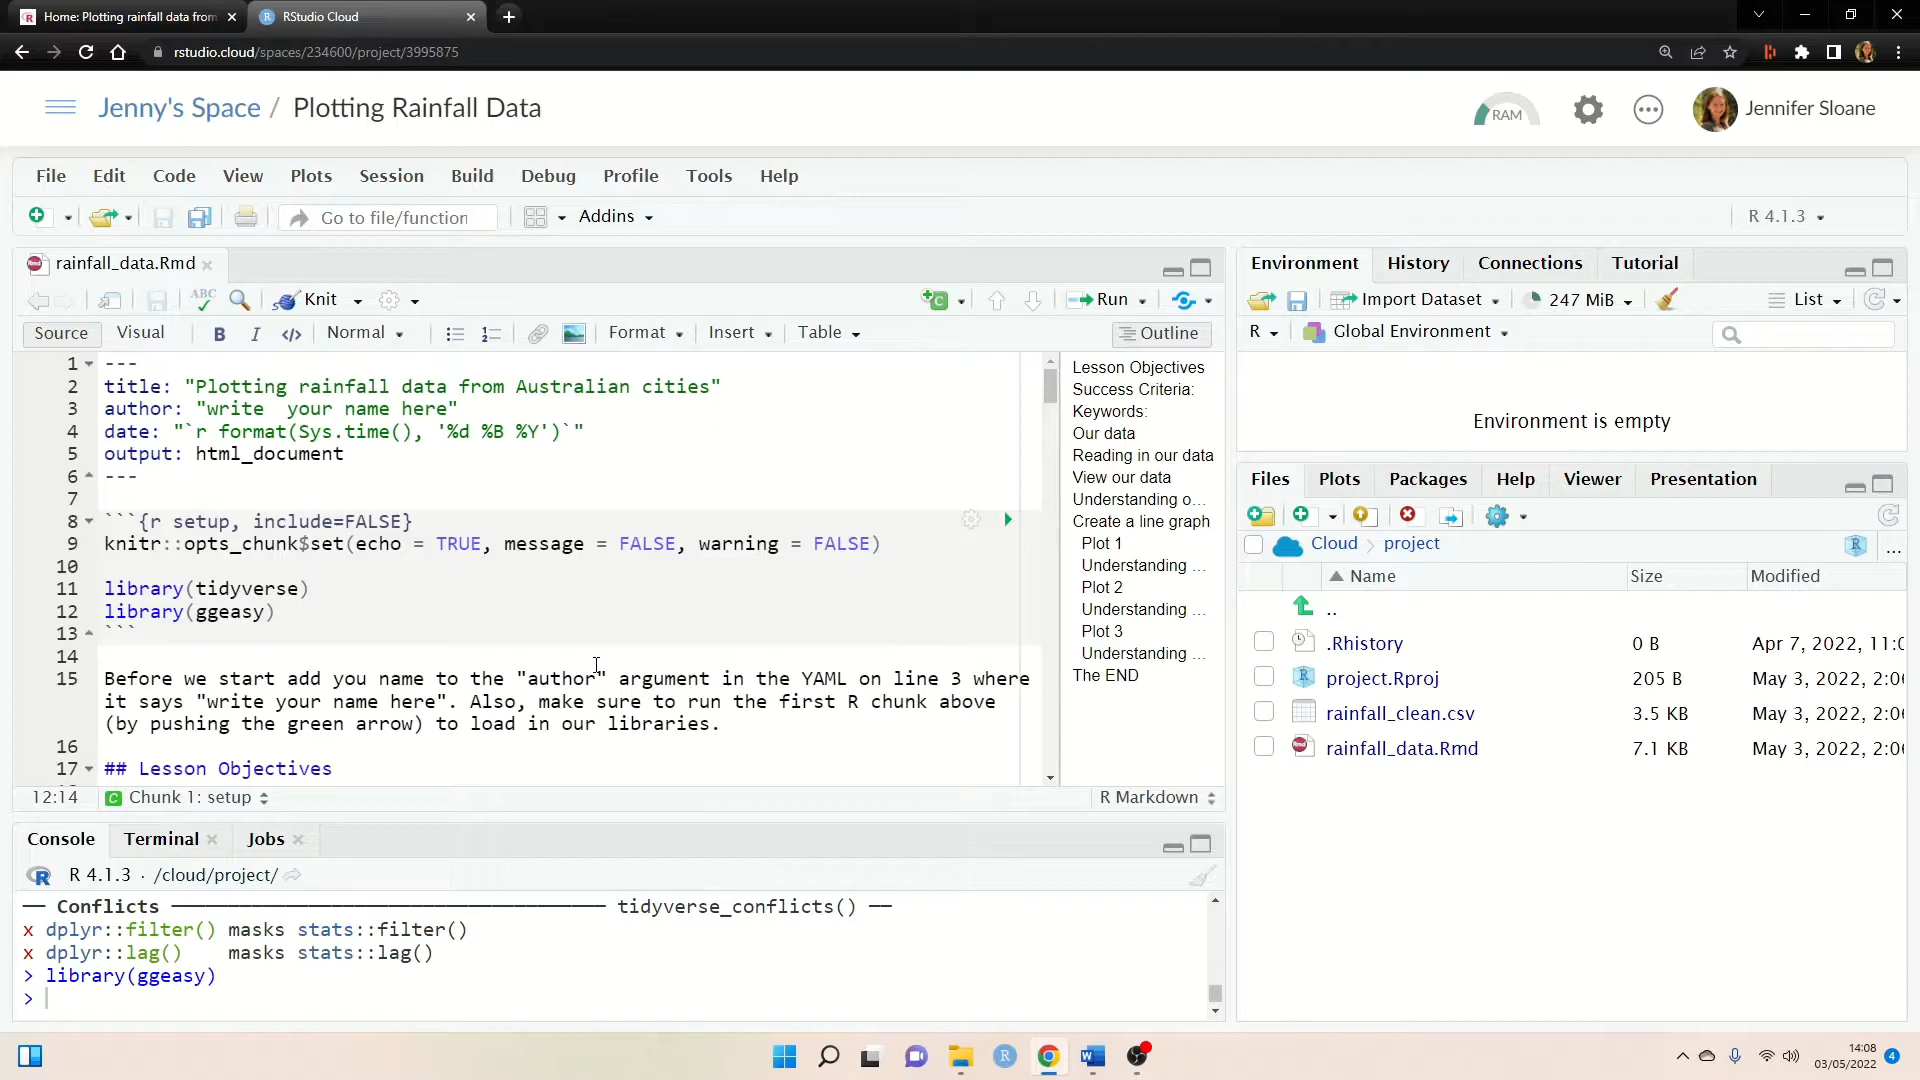 Home: Plotting rainfall data from
RStudio Cloud
rstudio.cloud/spaces/234600/project/3995875
Jenny's Space / Plotting Rainfall Data
RAM
Jennifer Sloane
File Edit Code View Plots Session Build Debug Profile Tools Help
Go to file/function
Addins
R 4.1.3
rainfall_data.Rmd
ABC
Knit
Run
Source Visual B I </> Normal Format Insert Table Outline
1 ---
2 title: "Plotting rainfall data from Australian cities"
3 author: "write  your name here"
4 date: "`r format(Sys.time(), '%d %B %Y')`"
5 output: html_document
6 ---
7
8 ```{r setup, include=FALSE}
9 knitr::opts_chunk$set(echo = TRUE, message = FALSE, warning = FALSE)
10
11 library(tidyverse)
12 library(ggeasy)
13 ```
14
15 Before we start add you name to the "author" argument in the YAML on line 3 where
it says "write your name here". Also, make sure to run the first R chunk above
(by pushing the green arrow) to load in our libraries.
16
17 ## Lesson Objectives
12:14 Chunk 1: setup R Markdown
Lesson Objectives
Success Criteria:
Keywords:
Our data
Reading in our data
View our data
Understanding o...
Create a line graph
Plot 1
Understanding ...
Plot 2
Understanding ...
Plot 3
Understanding ...
The END
Console Terminal Jobs
R 4.1.3 · /cloud/project/
── Conflicts ────────────────────────── tidyverse_conflicts() ──
x dplyr::filter() masks stats::filter()
x dplyr::lag()    masks stats::lag()
> library(ggeasy)
>
Environment History Connections Tutorial
Import Dataset 247 MiB List
R Global Environment
Environment is empty
Files Plots Packages Help Viewer Presentation
Cloud project ...
Name Size Modified
..
.Rhistory 0 B Apr 7, 2022, 11:0
project.Rproj 205 B May 3, 2022, 2:06
rainfall_clean.csv 3.5 KB May 3, 2022, 2:06
rainfall_data.Rmd 7.1 KB May 3, 2022, 2:06
14:08
03/05/2022
4